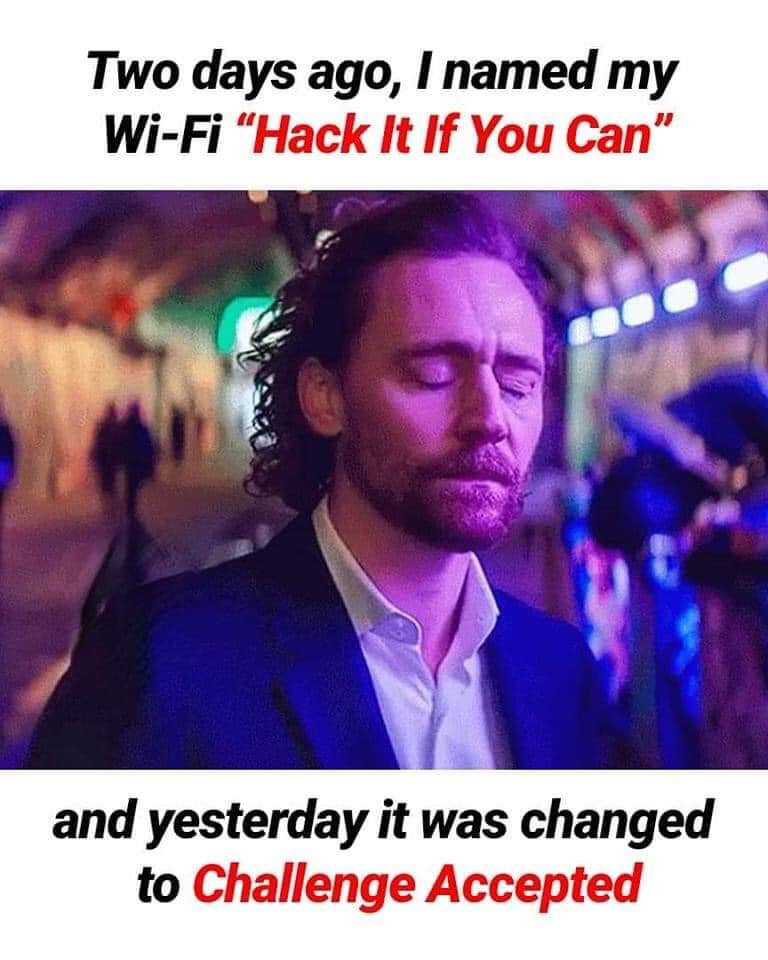 Two days ago, I named my
Wi-Fi “Hack It If You Can”
and yesterday it was changed
to Challenge Accepted